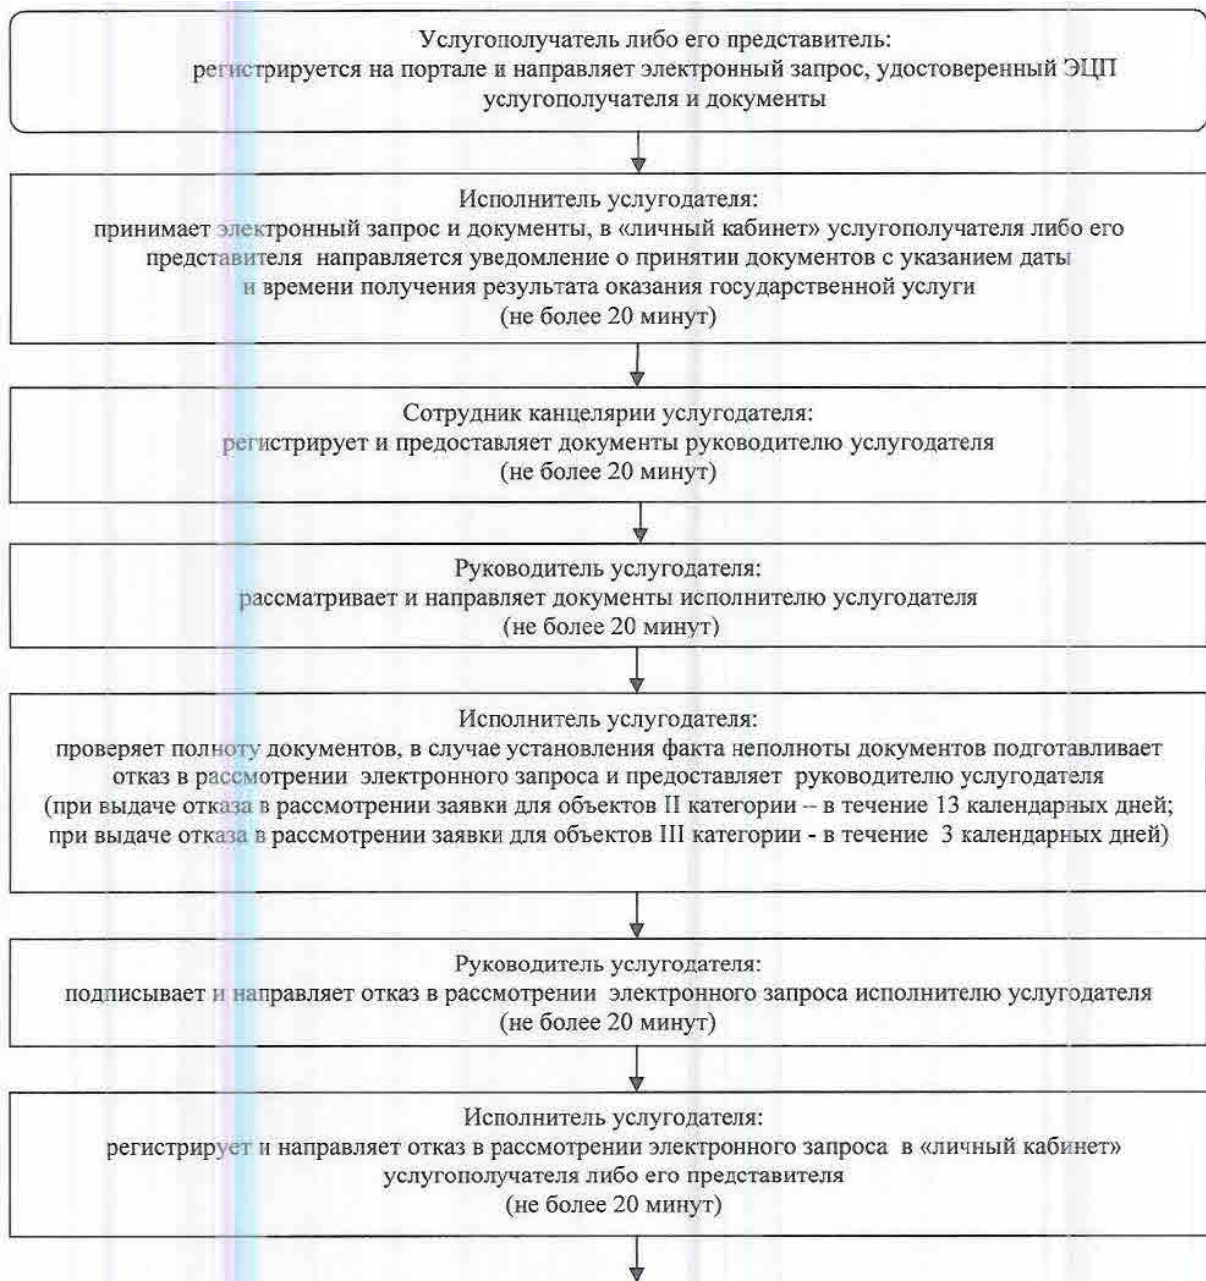 Услугополучатель либо его представитель:
регистрируется на портале и направляет электронный запрос, удостоверенный ЭЦП
услугополучателя и документы
Исполнитель услугодателя:
принимает электронный запрос и документы, в «личный кабинет» услугополучателя либо его
представителя направляется уведомление о принятии документов с указанием даты
и времени получения результата оказания государственной услуги
(не более 20 минут)
Сотрудник канцелярии услугодателя:
регистрирует и предоставляет документы руководителю услугодателя
(не более 20 минут)
Руководитель услугодателя:
рассматривает и направляет документы исполнителю услугодателя
(не более 20 минут)
Исполнитель услугодателя:
проверяет полноту документов, в случае установления факта неполноты документов подготавливает
отказ в рассмотрении электронного запроса и предоставляет руководителю услугодателя
(при выдаче отказа в рассмотрении заявки для объектов II категории – в течение 13 календарных дней;
при выдаче отказа в рассмотрении заявки для объектов III категории - в течение 3 календарных дней)
Руководитель услугодателя:
подписывает и направляет отказ в рассмотрении электронного запроса исполнителю услугодателя
(не более 20 минут)
Исполнитель услугодателя:
регистрирует и направляет отказ в рассмотрении электронного запроса в «личный кабинет»
услугополучателя либо его представителя
(не более 20 минут)